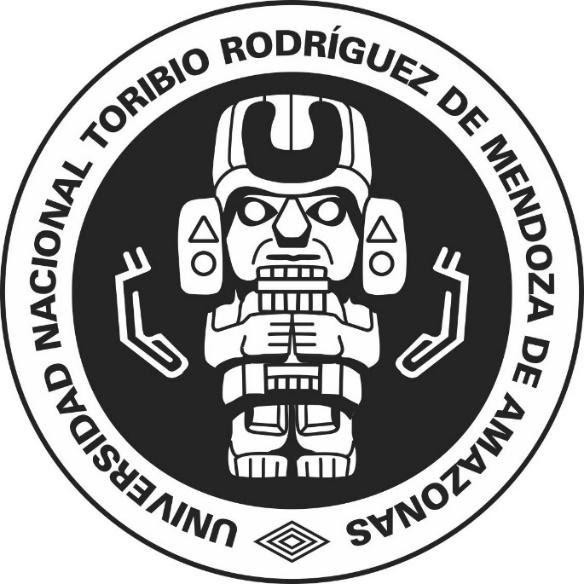 UNIVERSIDAD NACIONAL TORIBIO RODRÍGUEZ DE MENDOZA DE AMAZONAS